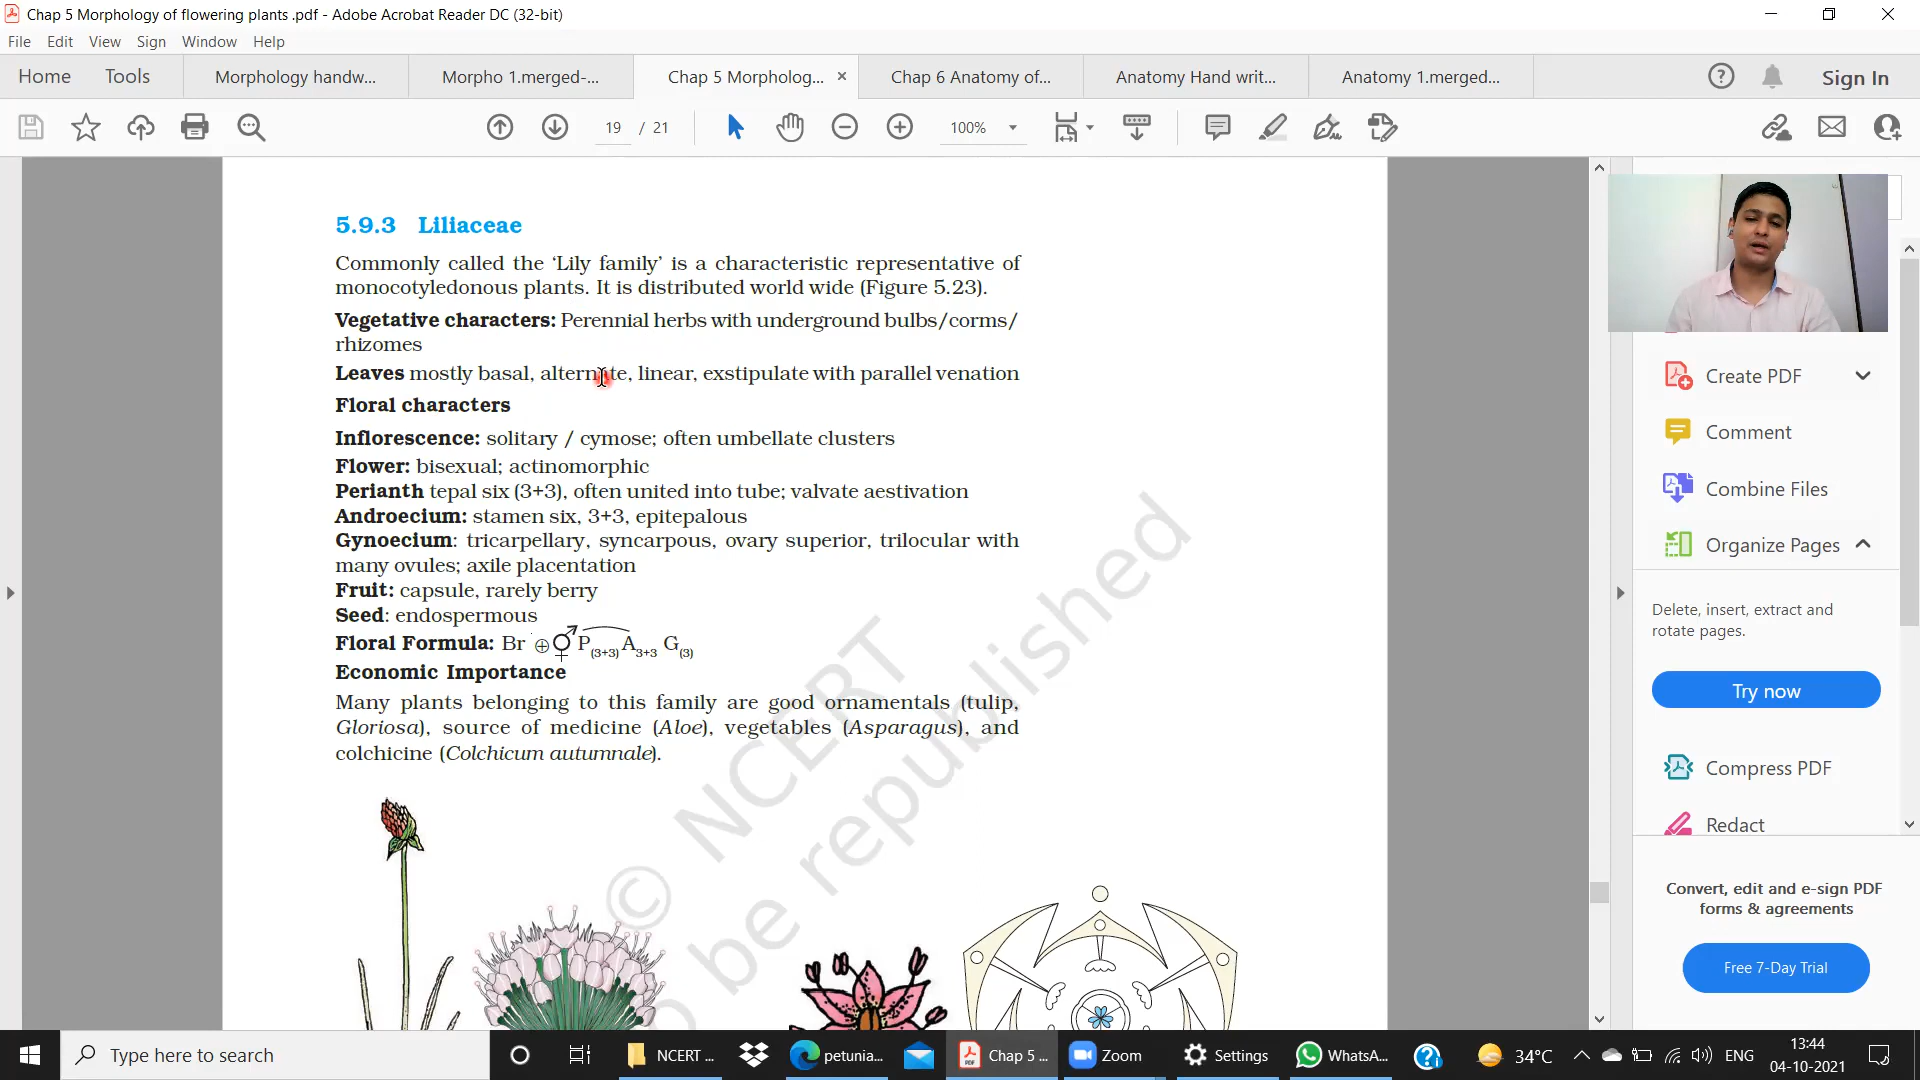 Chap 5 Morphology of flowering plants .pdf - Adobe Acrobat Reader DC (32-bit)
File Edit View Sign Window Help
Home Tools Morphology handw... Morpho 1.merged-... Chap 5 Morpholog... × Chap 6 Anatomy of... Anatomy Hand writ... Anatomy 1.merged... Sign In
19 / 21 100%
5.9.3 Liliaceae
Commonly called the ‘Lily family’ is a characteristic representative of
monocotyledonous plants. It is distributed world wide (Figure 5.23).
Vegetative characters: Perennial herbs with underground bulbs/corms/
rhizomes
Leaves mostly basal, alternate, linear, exstipulate with parallel venation
Floral characters
Inflorescence: solitary / cymose; often umbellate clusters
Flower: bisexual; actinomorphic
Perianth tepal six (3+3), often united into tube; valvate aestivation
Androecium: stamen six, 3+3, epitepalous
Gynoecium: tricarpellary, syncarpous, ovary superior, trilocular with
many ovules; axile placentation
Fruit: capsule, rarely berry
Seed: endospermous
Floral Formula: Br ⊕ ⚥ P(3+3) A3+3 G(3)
Economic Importance
Many plants belonging to this family are good ornamentals (tulip,
Gloriosa), source of medicine (Aloe), vegetables (Asparagus), and
colchicine (Colchicum autumnale).
© NCERT
o be republished
Create PDF
Comment
Combine Files
Organize Pages
Delete, insert, extract and
rotate pages.
Try now
Compress PDF
Redact
Convert, edit and e-sign PDF
forms & agreements
Free 7-Day Trial
Type here to search NCERT ... petunia... Chap 5 ... Zoom Settings WhatsA... 34°C ENG
13:44
04-10-2021